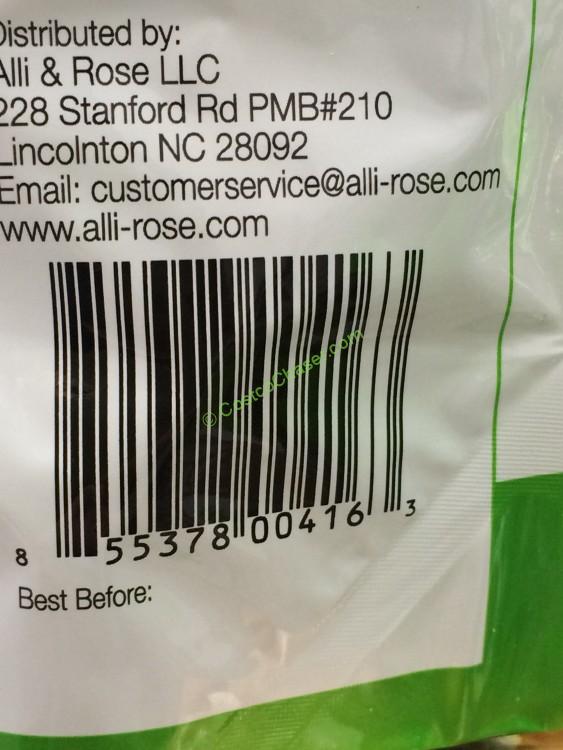 Distributed by:
Alli & Rose LLC
228 Stanford Rd PMB#210
Lincolnton NC 28092
Email: customerservice@alli-rose.com
www.alli-rose.com
© CostcoChaser.com
8 55378 00416 3
Best Before: